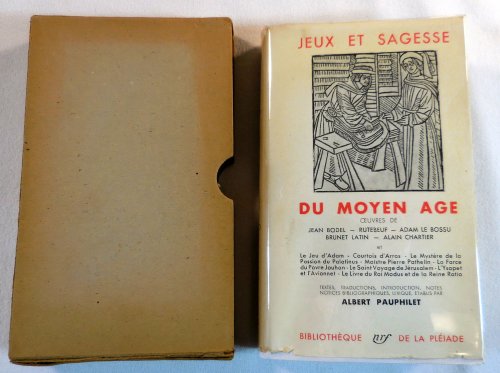 JEUX ET SAGESSE
DU MOYEN AGE
ŒUVRES DE
JEAN BODEL — RUTEBEUF — ADAM LE BOSSU
BRUNET LATIN — ALAIN CHARTIER
et
Le Jeu d'Adam - Courtois d'Arras - Le Mystère de la
Passion du Palatinus - Maistre Pierre Pathelin - La Farce
du Povre Jouhan - Le Saint Voyage de Jérusalem - L'Ysopet
et l'Avionnet - Le Livre du Roi Modus et de la Reine Ratio
TEXTES, TRADUCTIONS, INTRODUCTION, NOTES
NOTICES BIBLIOGRAPHIQUES, LEXIQUE, ETABLIS PAR
ALBERT PAUPHILET
BIBLIOTHÈQUE nrf DE LA PLÉIADE